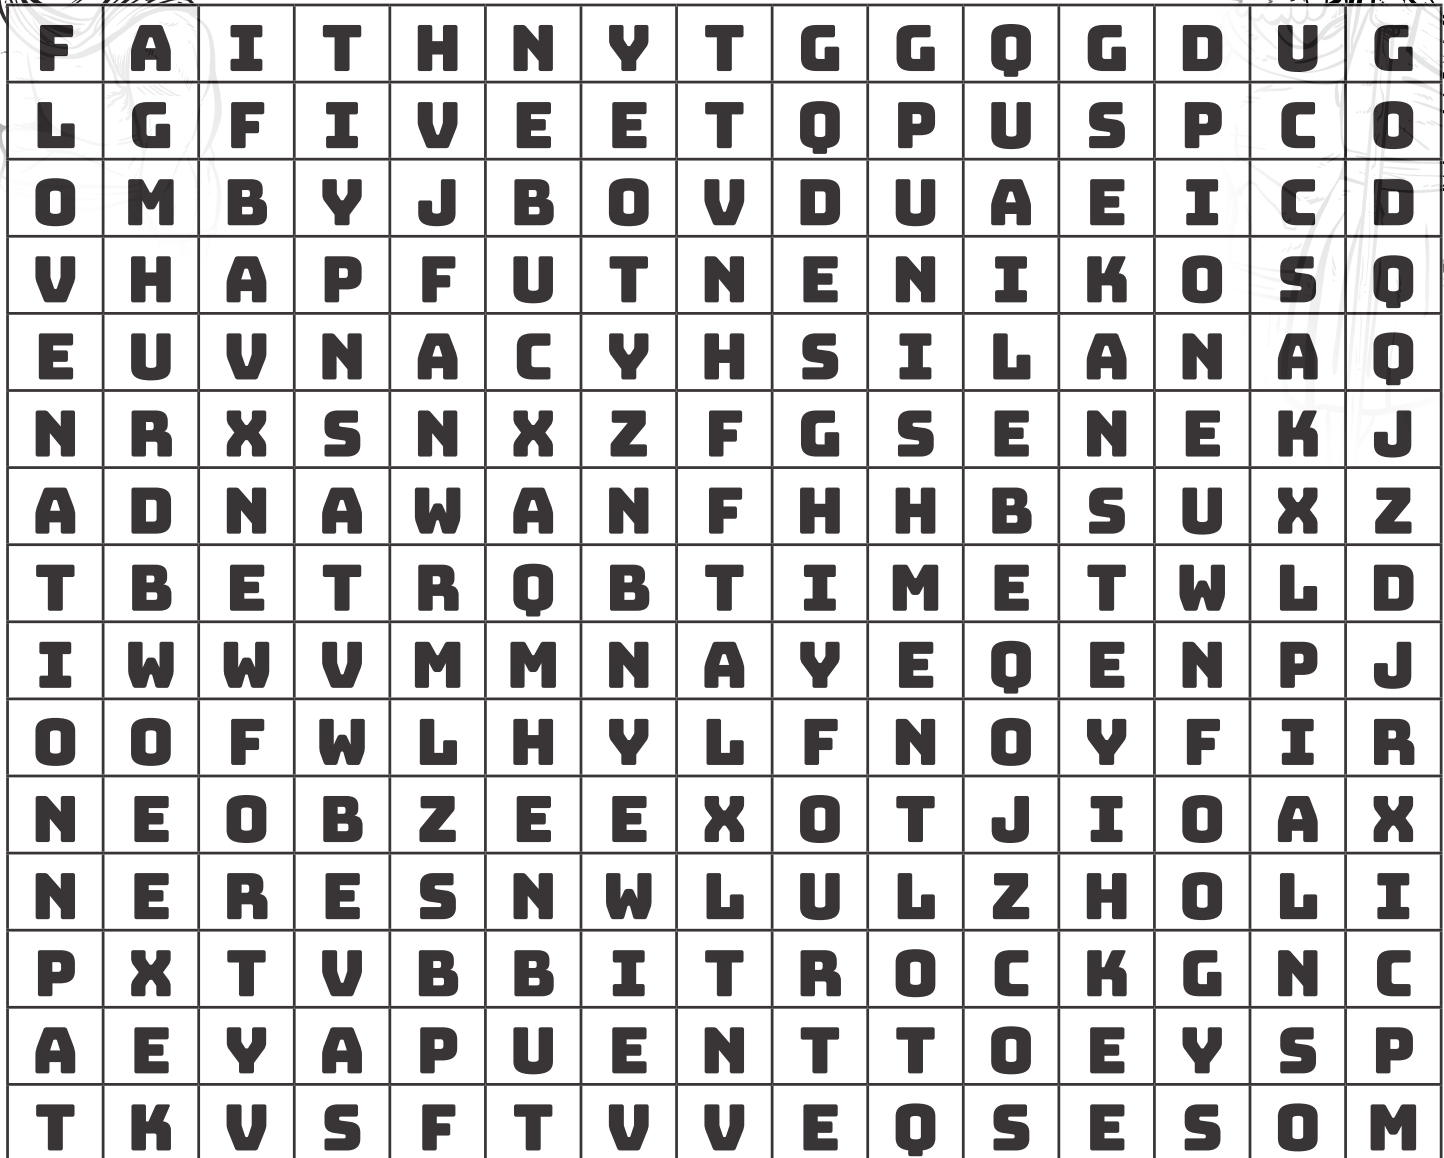 F A I T H N Y T G G Q G D U G
L G F I V E E T Q P U S P C O
O M B Y J B O V D U A E I C D
V H A P F U T N E N I K O S Q
E U V N A C Y H S I L A N A Q
N R X S N X Z F G S E N E K J
A D N A W A N F H H B S U X Z
T B E T R Q B T I M E T W L D
I W W V M M N A Y E Q E N P J
O O F W L H Y L F N O Y F I R
N E O B Z E E X O T J I O A X
N E R E S N W L U L Z H O L I
P X T V B B I T R O C K G N C
A E Y A P U E N T T O E Y S P
T K V S F T V V E Q S E S O M